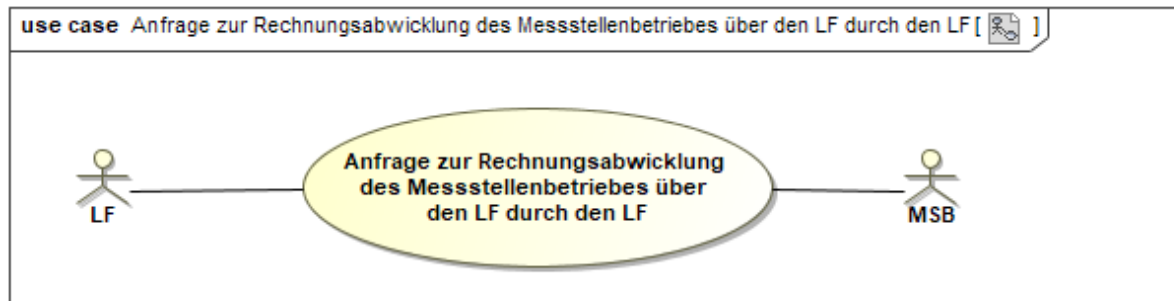 use case Anfrage zur Rechnungsabwicklung des Messstellenbetriebes über den LF durch den LF [ ]
Anfrage zur Rechnungsabwicklung
des Messstellenbetriebes über
den LF durch den LF
LF
MSB